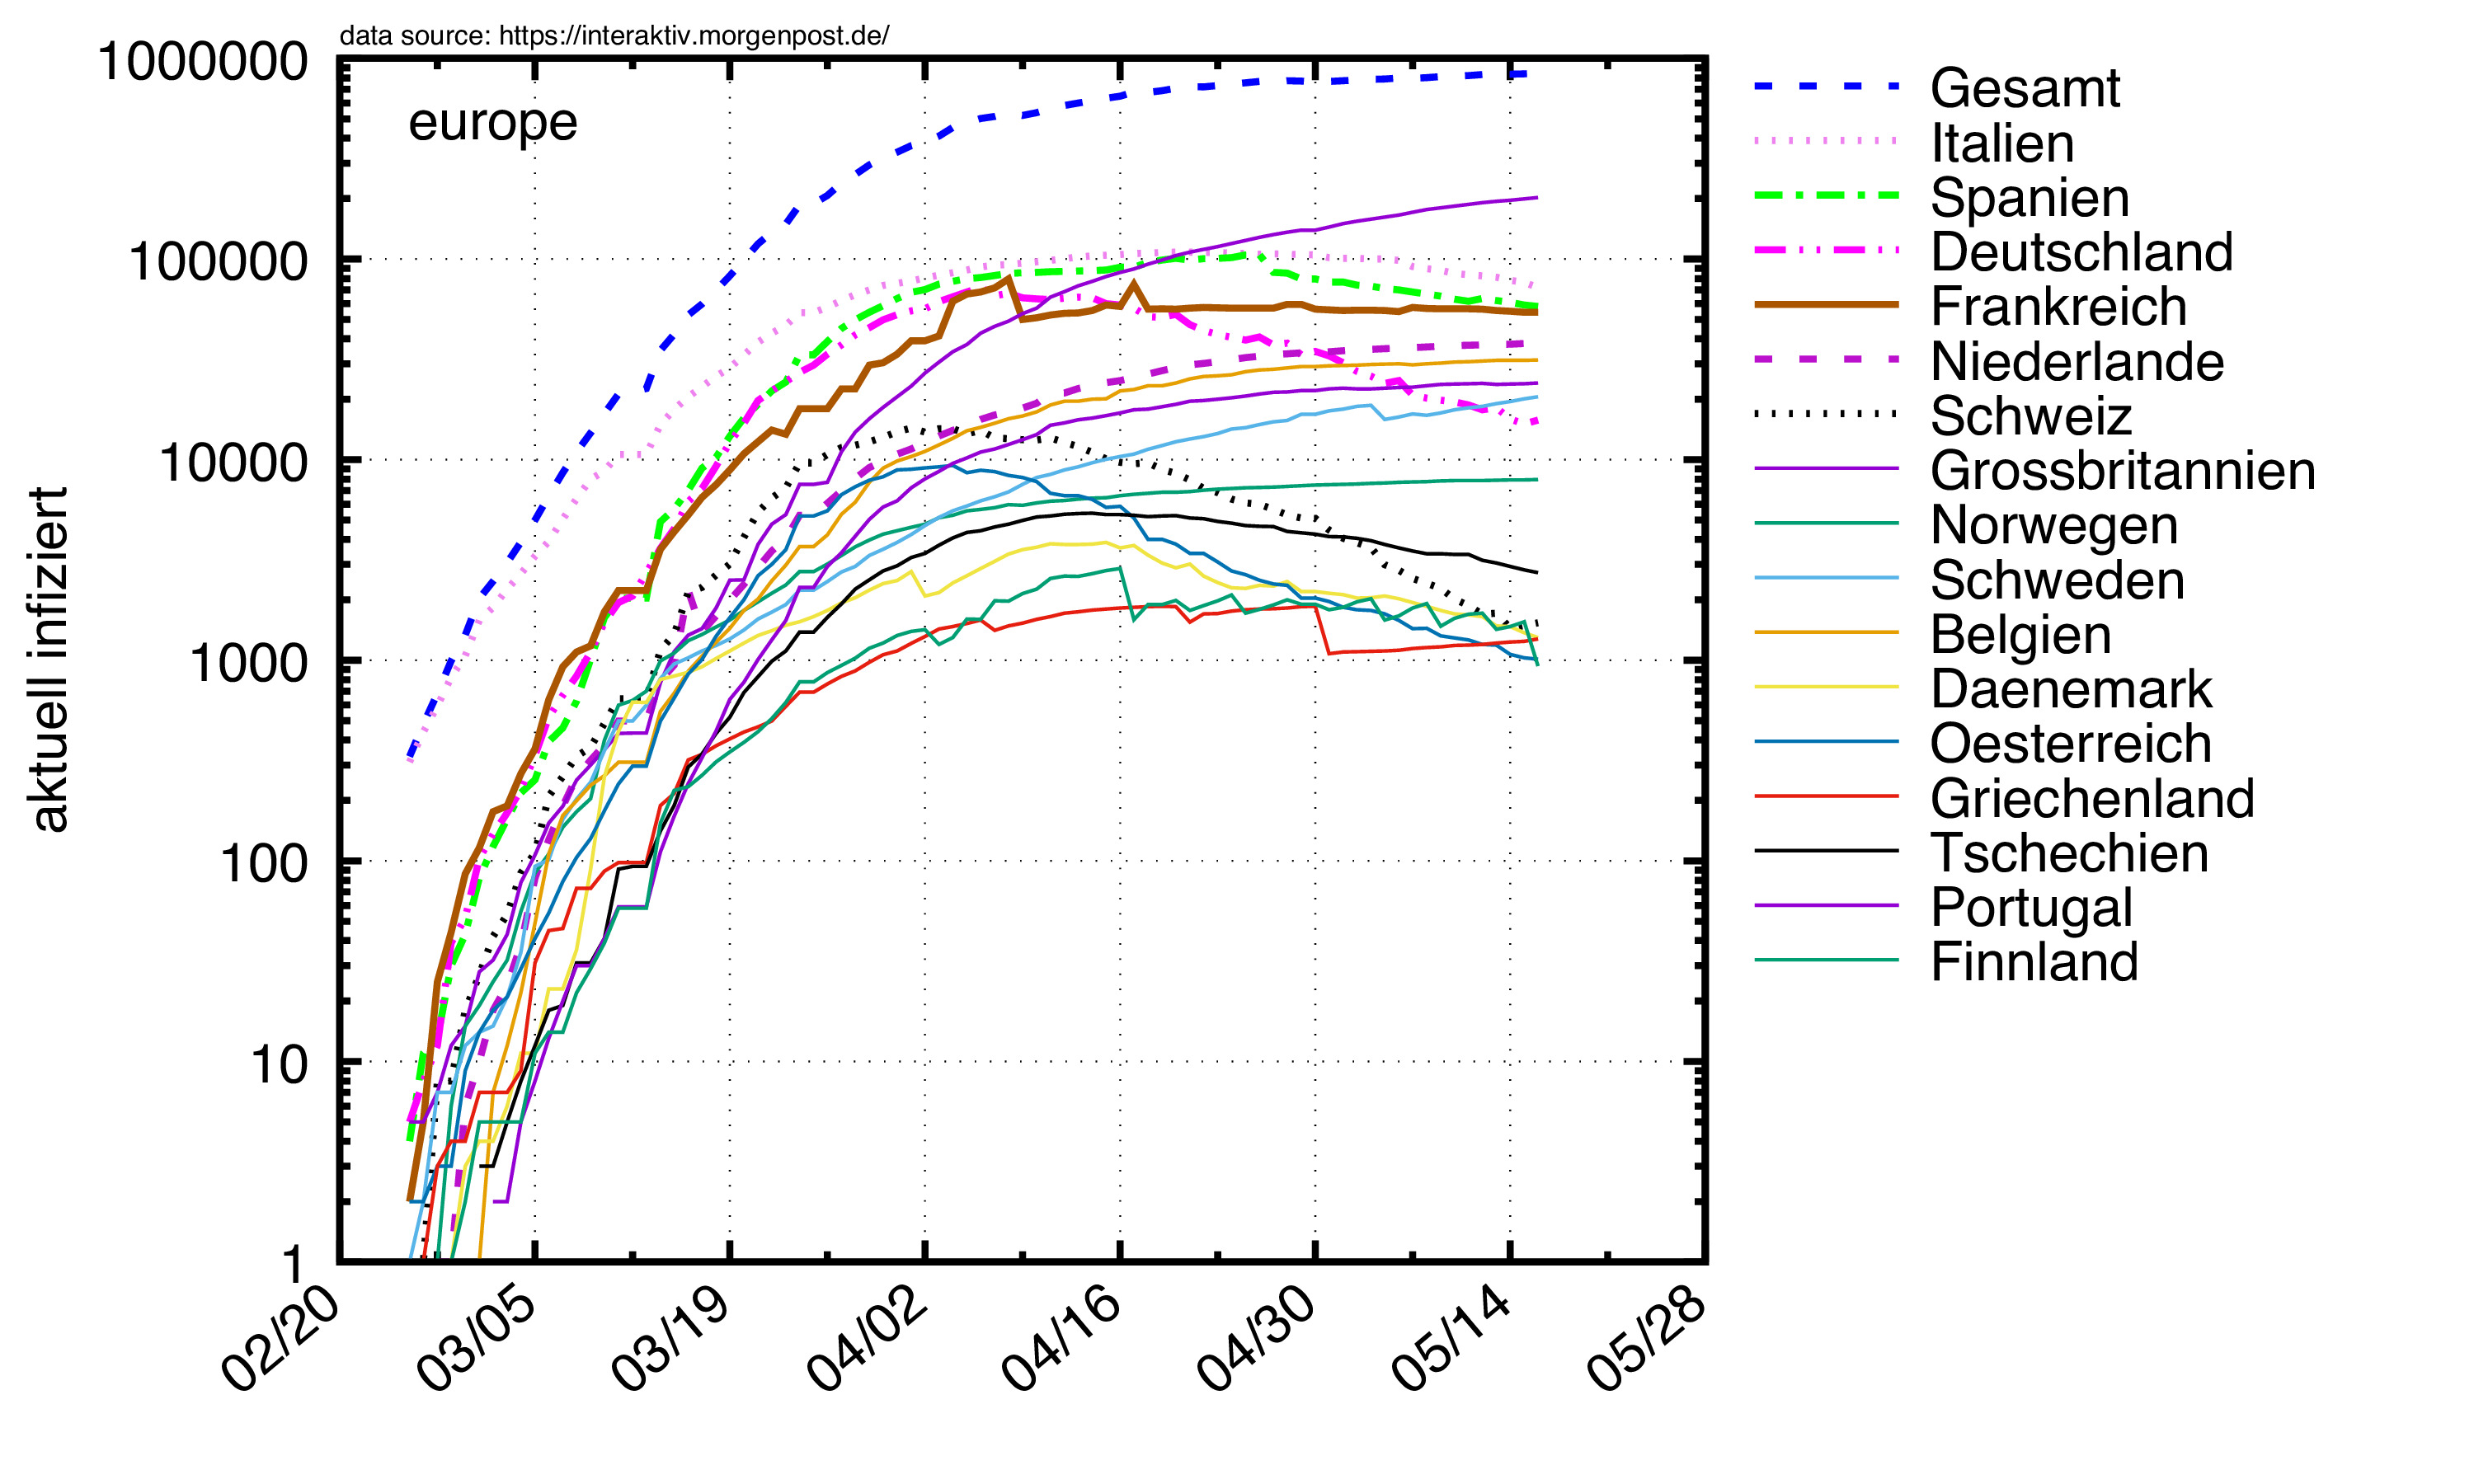 data source: https://interaktiv.morgenpost.de/
europe
aktuell infiziert
1000000
100000
10000
1000
100
10
1
02/20
03/05
03/19
04/02
04/16
04/30
05/14
05/28
Gesamt
Italien
Spanien
Deutschland
Frankreich
Niederlande
Schweiz
Grossbritannien
Norwegen
Schweden
Belgien
Daenemark
Oesterreich
Griechenland
Tschechien
Portugal
Finnland